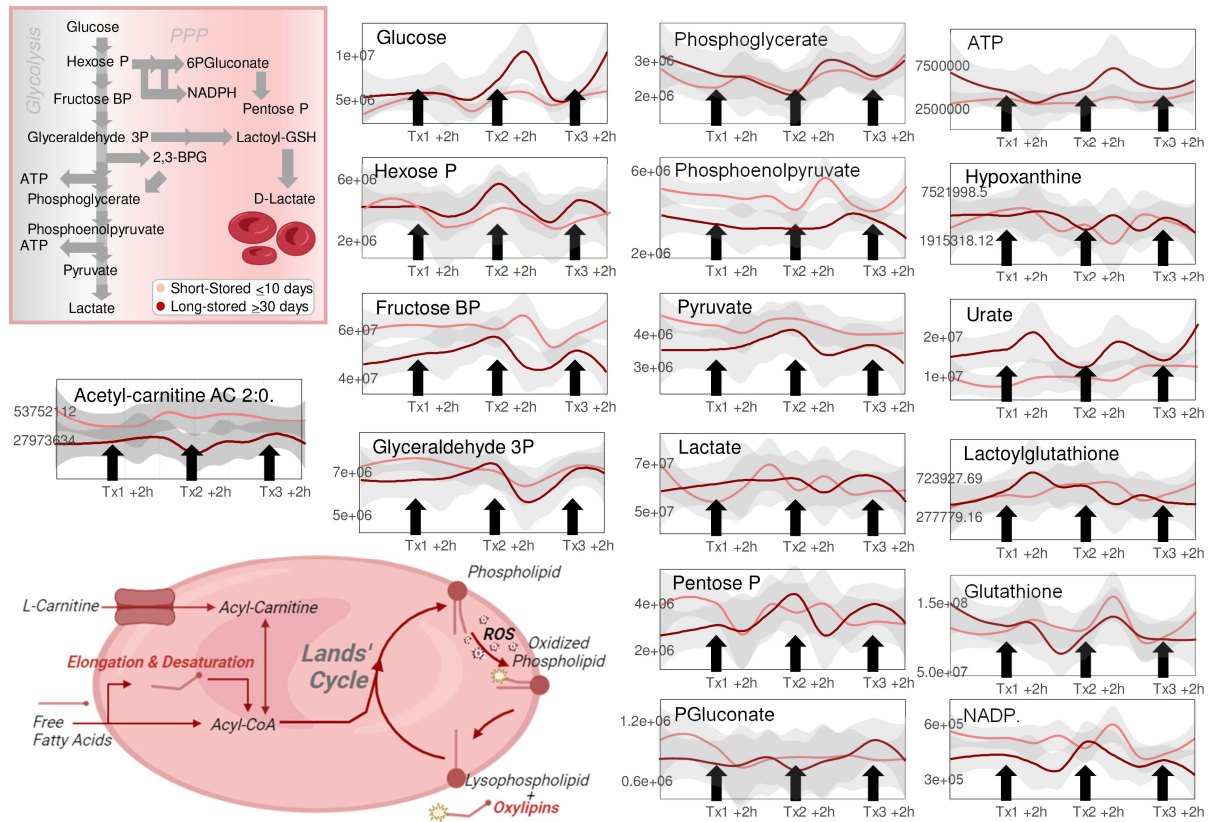 Glycolysis
PPP
Glucose
Hexose P
6PGluconate
Fructose BP
NADPH
Pentose P
Glyceraldehyde 3P
Lactoyl-GSH
2,3-BPG
ATP
Phosphoglycerate
D-Lactate
Phosphoenolpyruvate
ATP
Pyruvate
Lactate
Short-Stored ≤10 days
Long-stored ≥30 days
Glucose
1e+07
5e+06
Tx1 +2h Tx2 +2h Tx3 +2h
Phosphoglycerate
3e+06
2e+06
Tx1 +2h Tx2 +2h Tx3 +2h
ATP
7500000
2500000
Tx1 +2h Tx2 +2h Tx3 +2h
Hexose P
6e+06
2e+06
Tx1 +2h Tx2 +2h Tx3 +2h
Phosphoenolpyruvate
6e+06
2e+06
Tx1 +2h Tx2 +2h Tx3 +2h
Hypoxanthine
7521998.5
1915318.12
Tx1 +2h Tx2 +2h Tx3 +2h
Fructose BP
6e+07
4e+07
Tx1 +2h Tx2 +2h Tx3 +2h
Pyruvate
4e+06
3e+06
Tx1 +2h Tx2 +2h Tx3 +2h
Urate
2e+07
1e+07
Tx1 +2h Tx2 +2h Tx3 +2h
Acetyl-carnitine AC 2:0.
53752112
27973634
Tx1 +2h Tx2 +2h Tx3 +2h
Glyceraldehyde 3P
7e+06
5e+06
Tx1 +2h Tx2 +2h Tx3 +2h
Lactate
7e+07
5e+07
Tx1 +2h Tx2 +2h Tx3 +2h
Lactoylglutathione
723927.69
277779.16
Tx1 +2h Tx2 +2h Tx3 +2h
Pentose P
4e+06
2e+06
Tx1 +2h Tx2 +2h Tx3 +2h
Glutathione
1.5e+08
5.0e+07
Tx1 +2h Tx2 +2h Tx3 +2h
PGluconate
1.2e+06
0.6e+06
Tx1 +2h Tx2 +2h Tx3 +2h
NADP.
6e+05
3e+05
Tx1 +2h Tx2 +2h Tx3 +2h
Phospholipid
L-Carnitine
Acyl-Carnitine
ROS
Oxidized
Phospholipid
Elongation & Desaturation
Lands'
Cycle
Free
Fatty Acids
Acyl-CoA
Lysophospholipid
+
Oxylipins